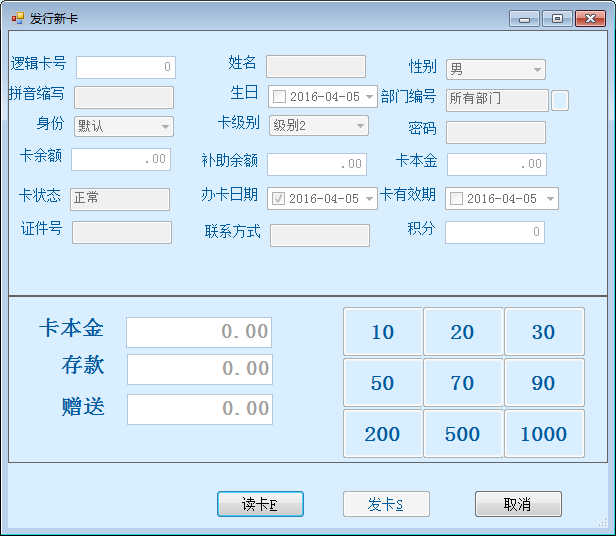 发行新卡
逻辑卡号 0 姓名 性别 男
拼音缩写 生日 2016-04-05 部门编号 所有部门
身份 默认 卡级别 级别2 密码
卡余额 .00 补助余额 .00 卡本金 .00
卡状态 正常 办卡日期 2016-04-05 卡有效期 2016-04-05
证件号 联系方式 积分 0
卡本金 0.00 10 20 30
存款 0.00 50 70 90
赠送 0.00 200 500 1000
读卡E 发卡S 取消